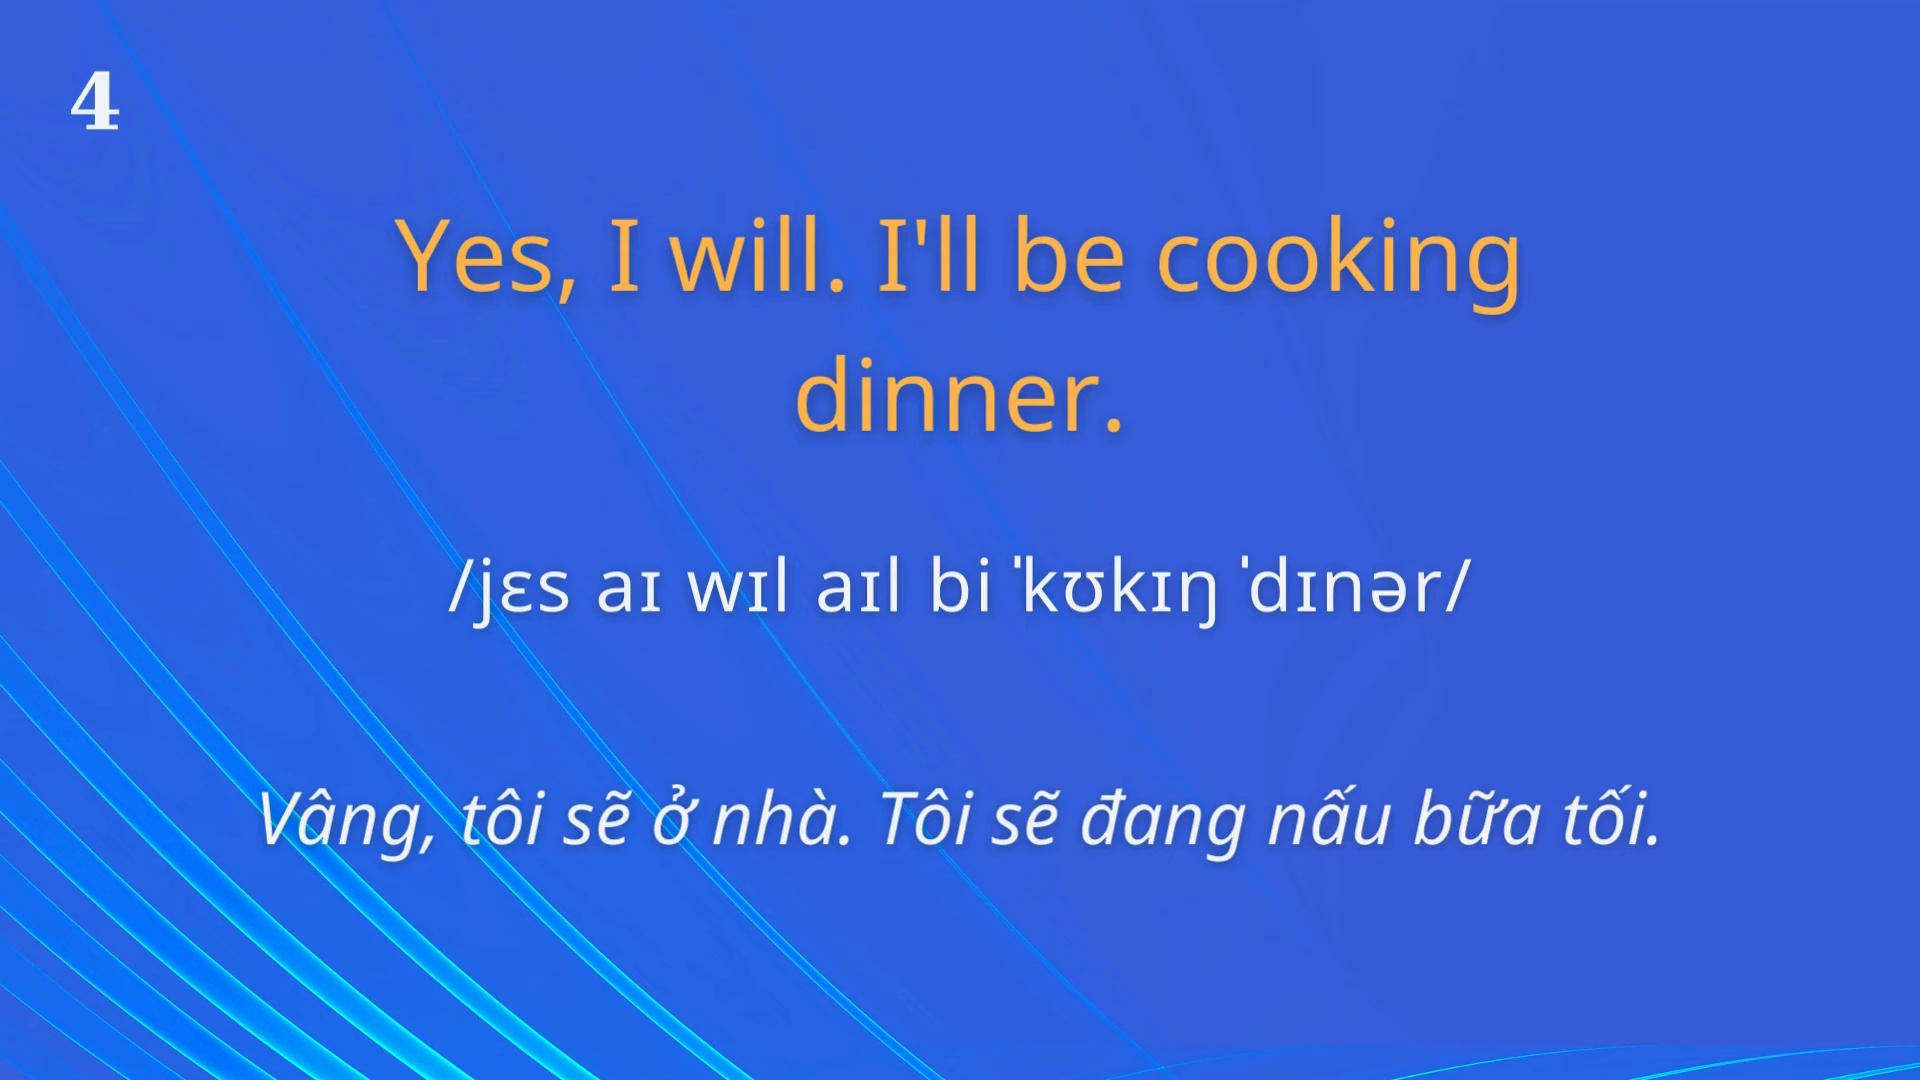 4
Yes, I will. I'll be cooking
dinner.
/jɛs aɪ wɪl aɪl bi ˈkʊkɪŋ ˈdɪnər/
Vâng, tôi sẽ ở nhà. Tôi sẽ đang nấu bữa tối.